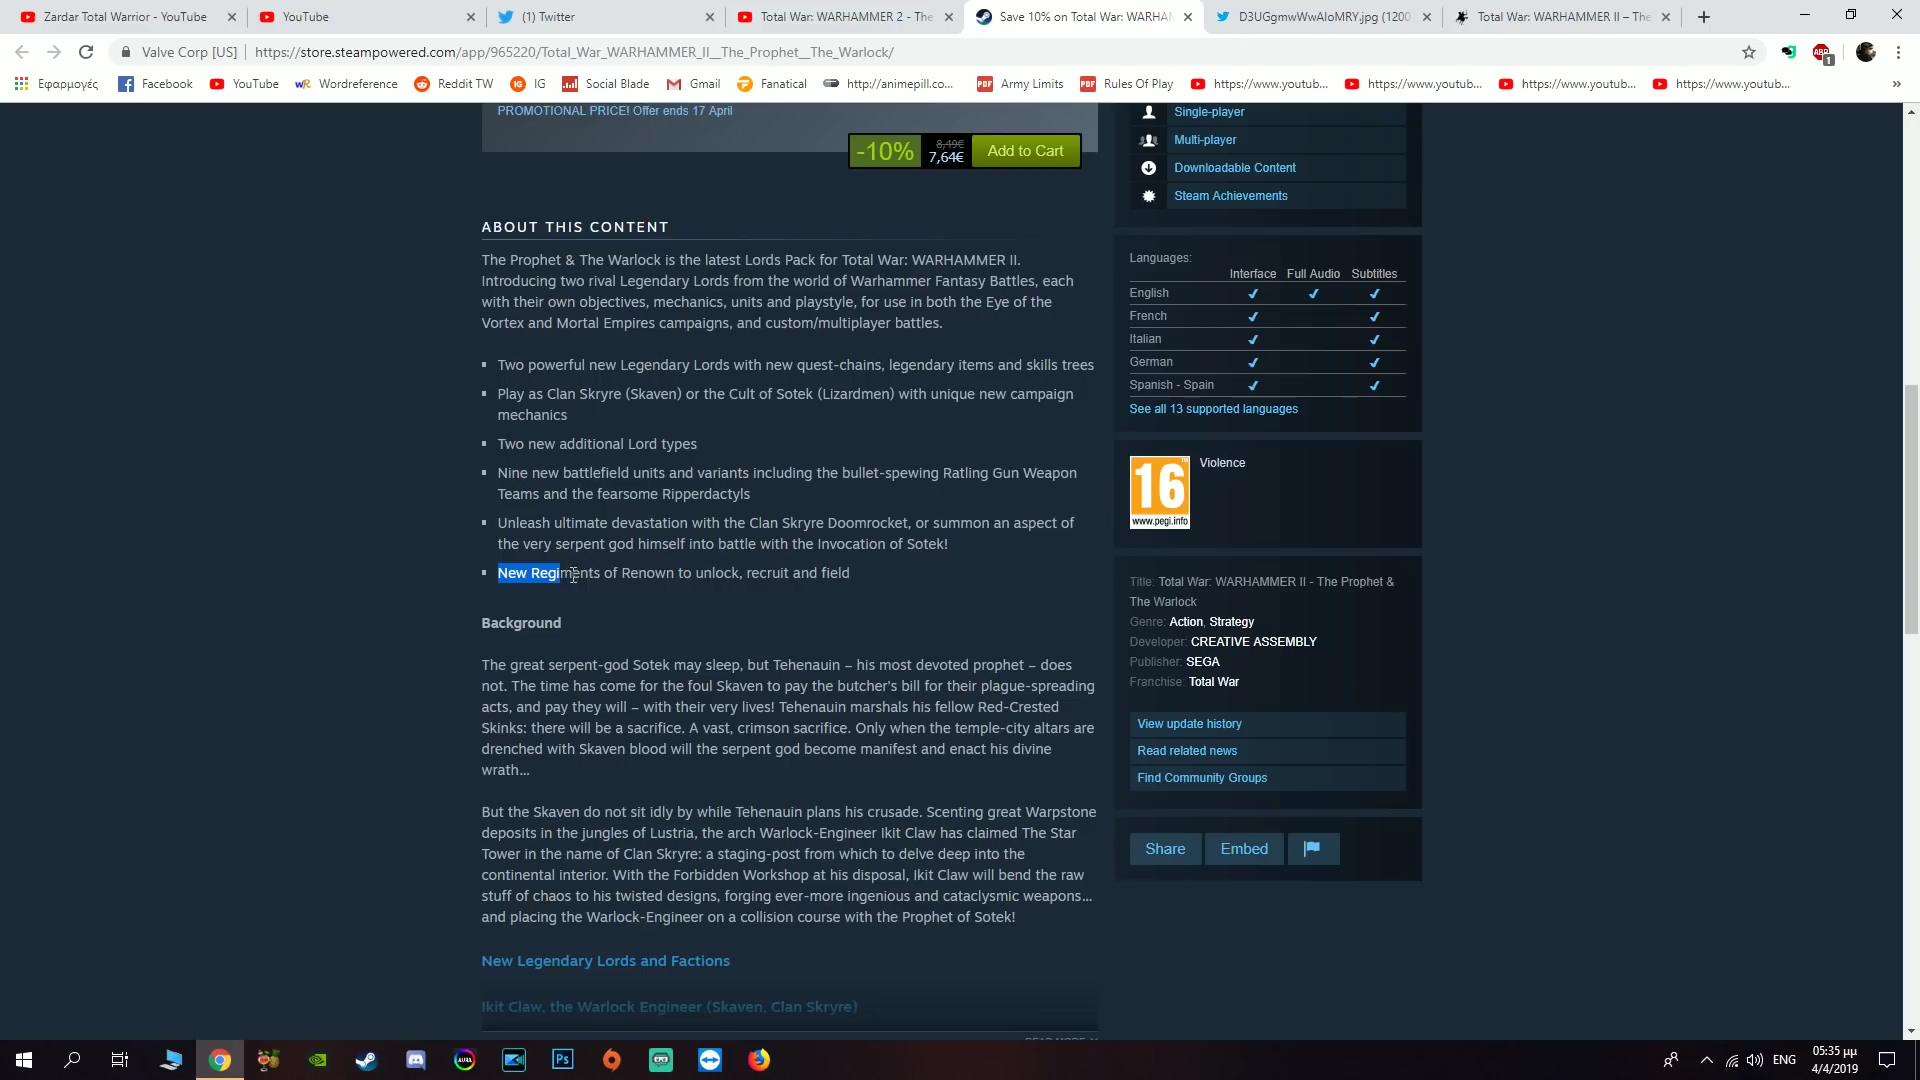 Zardar Total Warrior - YouTube
YouTube
(1) Twitter
Total War: WARHAMMER 2 - The
Save 10% on Total War: WARHAM
D3UGgmwWwAIoMRY.jpg (1200
Total War: WARHAMMER II – The
Valve Corp [US]
https://store.steampowered.com/app/965220/Total_War_WARHAMMER_II__The_Prophet__The_Warlock/
Εφαρμογές
Facebook
YouTube
Wordreference
Reddit TW
IG
Social Blade
Gmail
Fanatical
http://animepill.co...
Army Limits
Rules Of Play
https://www.youtub...
https://www.youtub...
https://www.youtub...
https://www.youtub...
PROMOTIONAL PRICE! Offer ends 17 April
-10%
8,49€
7,64€
Add to Cart
ABOUT THIS CONTENT
The Prophet & The Warlock is the latest Lords Pack for Total War: WARHAMMER II.
Introducing two rival Legendary Lords from the world of Warhammer Fantasy Battles, each
with their own objectives, mechanics, units and playstyle, for use in both the Eye of the
Vortex and Mortal Empires campaigns, and custom/multiplayer battles.
Two powerful new Legendary Lords with new quest-chains, legendary items and skills trees
Play as Clan Skryre (Skaven) or the Cult of Sotek (Lizardmen) with unique new campaign
mechanics
Two new additional Lord types
Nine new battlefield units and variants including the bullet-spewing Ratling Gun Weapon
Teams and the fearsome Ripperdactyls
Unleash ultimate devastation with the Clan Skryre Doomrocket, or summon an aspect of
the very serpent god himself into battle with the Invocation of Sotek!
New Regiments of Renown to unlock, recruit and field
Background
The great serpent-god Sotek may sleep, but Tehenauin – his most devoted prophet – does
not. The time has come for the foul Skaven to pay the butcher's bill for their plague-spreading
acts, and pay they will – with their very lives! Tehenauin marshals his fellow Red-Crested
Skinks: there will be a sacrifice. A vast, crimson sacrifice. Only when the temple-city altars are
drenched with Skaven blood will the serpent god become manifest and enact his divine
wrath...
But the Skaven do not sit idly by while Tehenauin plans his crusade. Scenting great Warpstone
deposits in the jungles of Lustria, the arch Warlock-Engineer Ikit Claw has claimed The Star
Tower in the name of Clan Skryre: a staging-post from which to delve deep into the
continental interior. With the Forbidden Workshop at his disposal, Ikit Claw will bend the raw
stuff of chaos to his twisted designs, forging ever-more ingenious and cataclysmic weapons...
and placing the Warlock-Engineer on a collision course with the Prophet of Sotek!
New Legendary Lords and Factions
Ikit Claw, the Warlock Engineer (Skaven, Clan Skryre)
READ MORE
Single-player
Multi-player
Downloadable Content
Steam Achievements
Languages:
Interface Full Audio Subtitles
English ✔ ✔ ✔
French ✔ ✔
Italian ✔ ✔
German ✔ ✔
Spanish - Spain ✔ ✔
See all 13 supported languages
16
www.pegi.info
Violence
Title: Total War: WARHAMMER II - The Prophet &
The Warlock
Genre: Action, Strategy
Developer: CREATIVE ASSEMBLY
Publisher: SEGA
Franchise: Total War
View update history
Read related news
Find Community Groups
Share
Embed
ENG
05:35 μμ
4/4/2019